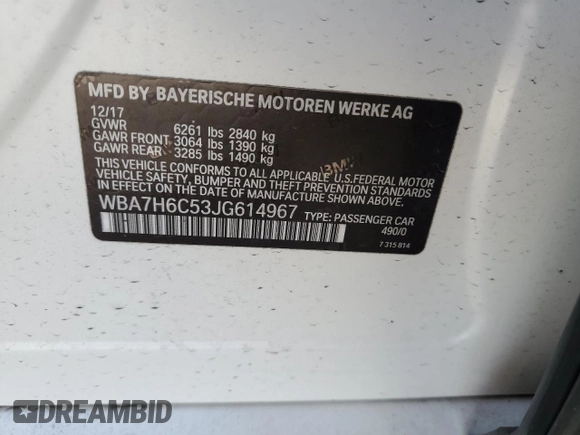 MFD BY BAYERISCHE MOTOREN WERKE AG
12/17
GVWR 6261 lbs 2840 kg
GAWR FRONT: 3064 lbs 1390 kg
GAWR REAR: 3285 lbs 1490 kg
THIS VEHICLE CONFORMS TO ALL APPLICABLE U.S.FEDERAL MOTOR
VEHICLE SAFETY, BUMPER AND THEFT PREVENTION STANDARDS
IN EFFECT ON THE DATE OF MANUFACTURE SHOWN ABOVE.
WBA7H6C53JG614967 TYPE: PASSENGER CAR
490/0
7 315 814
DREAMBID